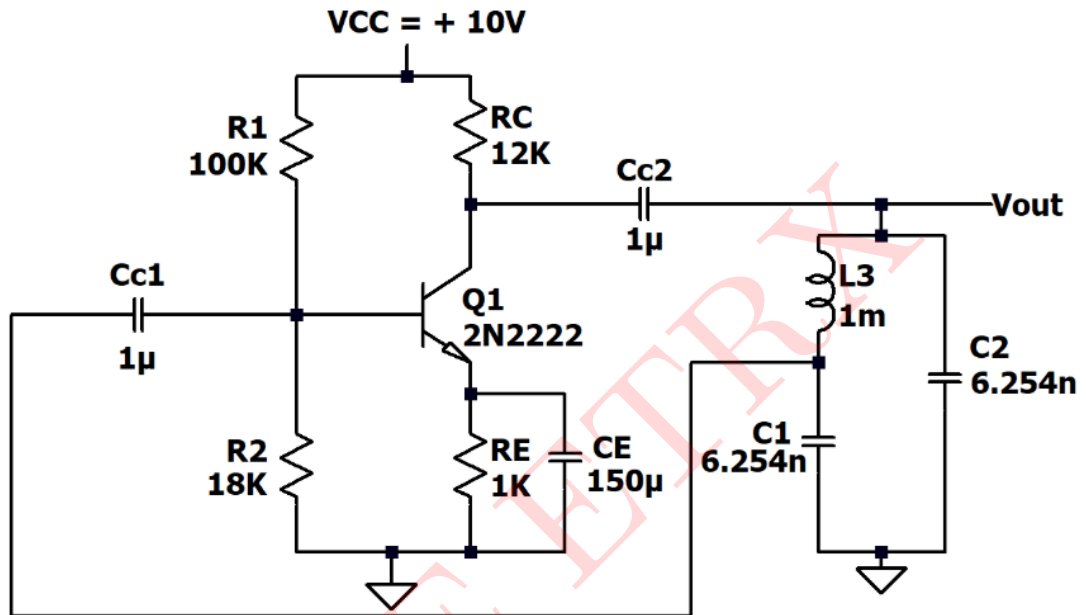 VCC = + 10V
R1
100K
RC
12K
Cc2
1µ
Vout
Cc1
1µ
Q1
2N2222
L3
1m
C2
6.254n
R2
18K
RE
1K
CE
150µ
C1
6.254n
ETRX